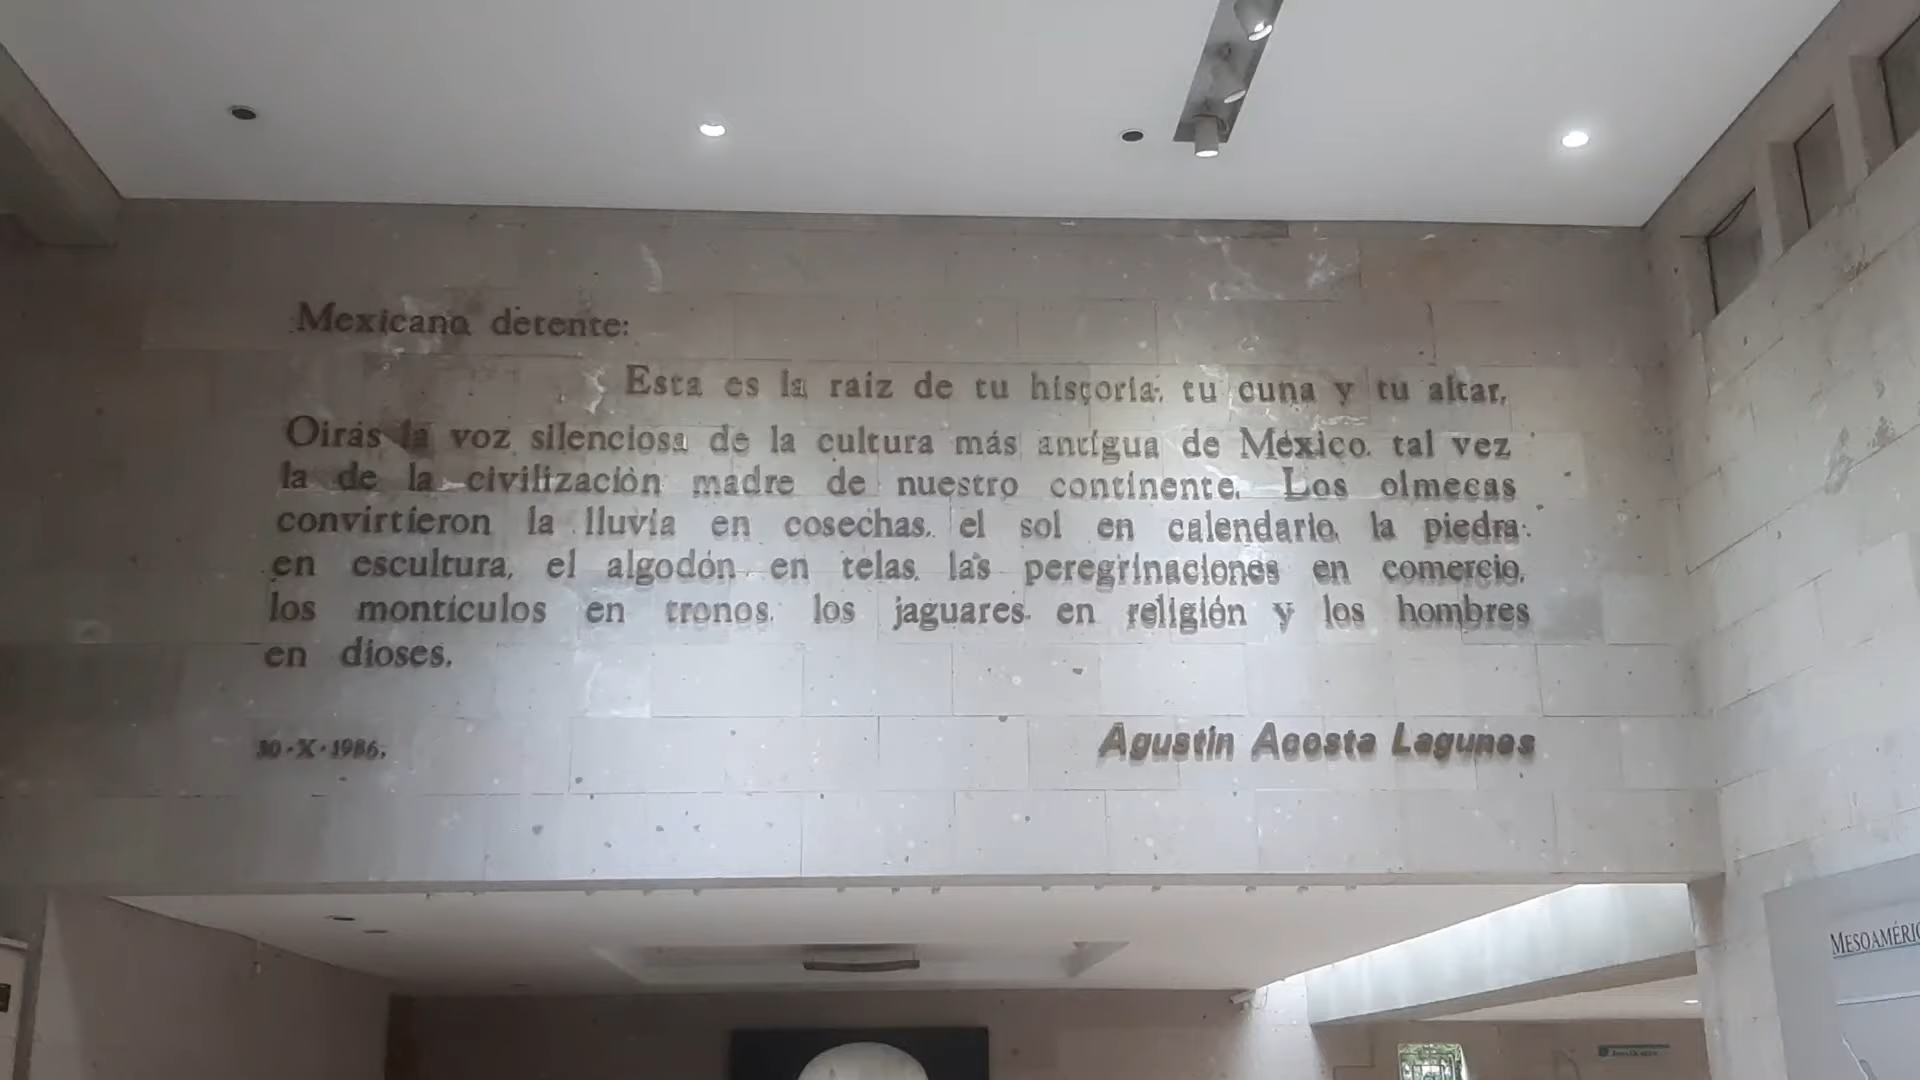 Mexicano detente:
Esta es la raíz de tu historia; tu cuna y tu altar.
Oirás la voz silenciosa de la cultura más antigua de México, tal vez
la de la civilización madre de nuestro continente. Los olmecas
convirtieron la lluvia en cosechas, el sol en calendario, la piedra
en escultura, el algodón en telas, las peregrinaciones en comercio,
los montículos en tronos, los jaguares en religión y los hombres
en dioses.
30·X·1986.
Agustín Acosta Lagunes
MESOAMÉRIC